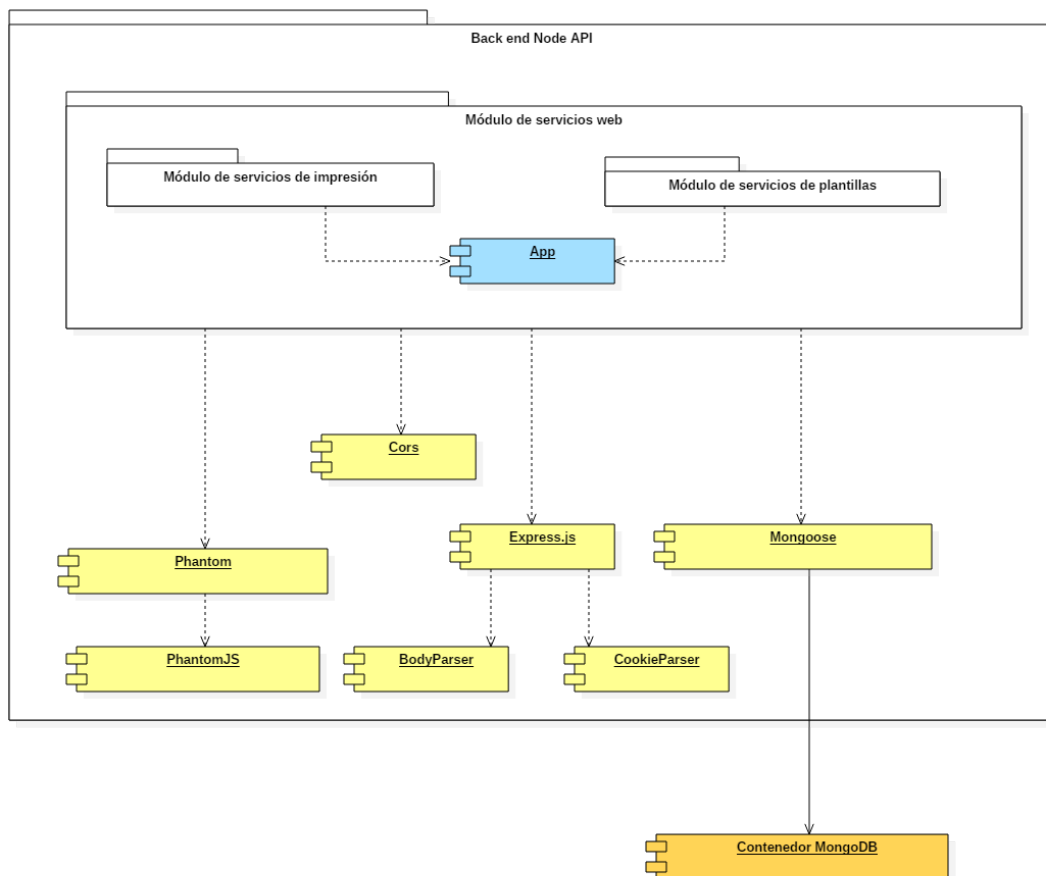 Back end Node API
Módulo de servicios web
Módulo de servicios de impresión
Módulo de servicios de plantillas
App
Cors
Express.js
Mongoose
Phantom
PhantomJS
BodyParser
CookieParser
Contenedor MongoDB